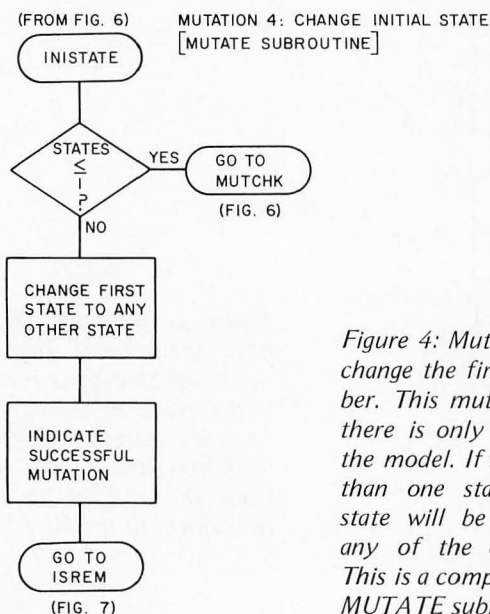 (FROM FIG. 6)
MUTATION 4: CHANGE INITIAL STATE
[MUTATE SUBROUTINE]
INISTATE
STATES
≤
1
?
YES
GO TO
MUTCHK
(FIG. 6)
NO
CHANGE FIRST
STATE TO ANY
OTHER STATE
INDICATE
SUCCESSFUL
MUTATION
GO TO
ISREM
(FIG. 7)
Figure 4: Mut
change the fir
ber. This mut
there is only
the model. If
than one sta
state will be
any of the
This is a comp
MUTATE sub